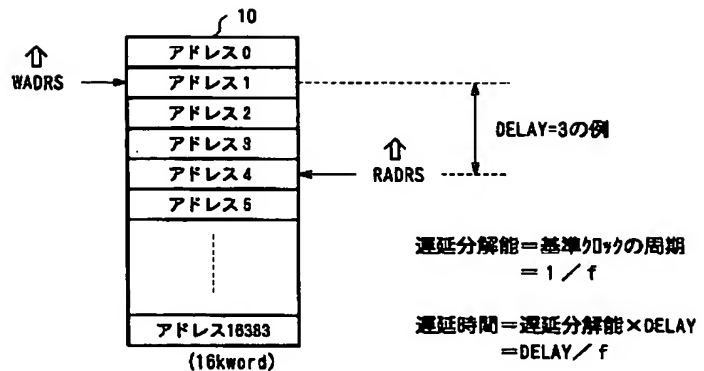 10
アドレス0
WADRS
アドレス1
アドレス2
DELAY=3の例
アドレス3
アドレス4
RADRS
アドレス5
遅延分解能=基準クロックの周期
=1/f
アドレス16383
遅延時間=遅延分解能×DELAY
=DELAY/f
(16kword)